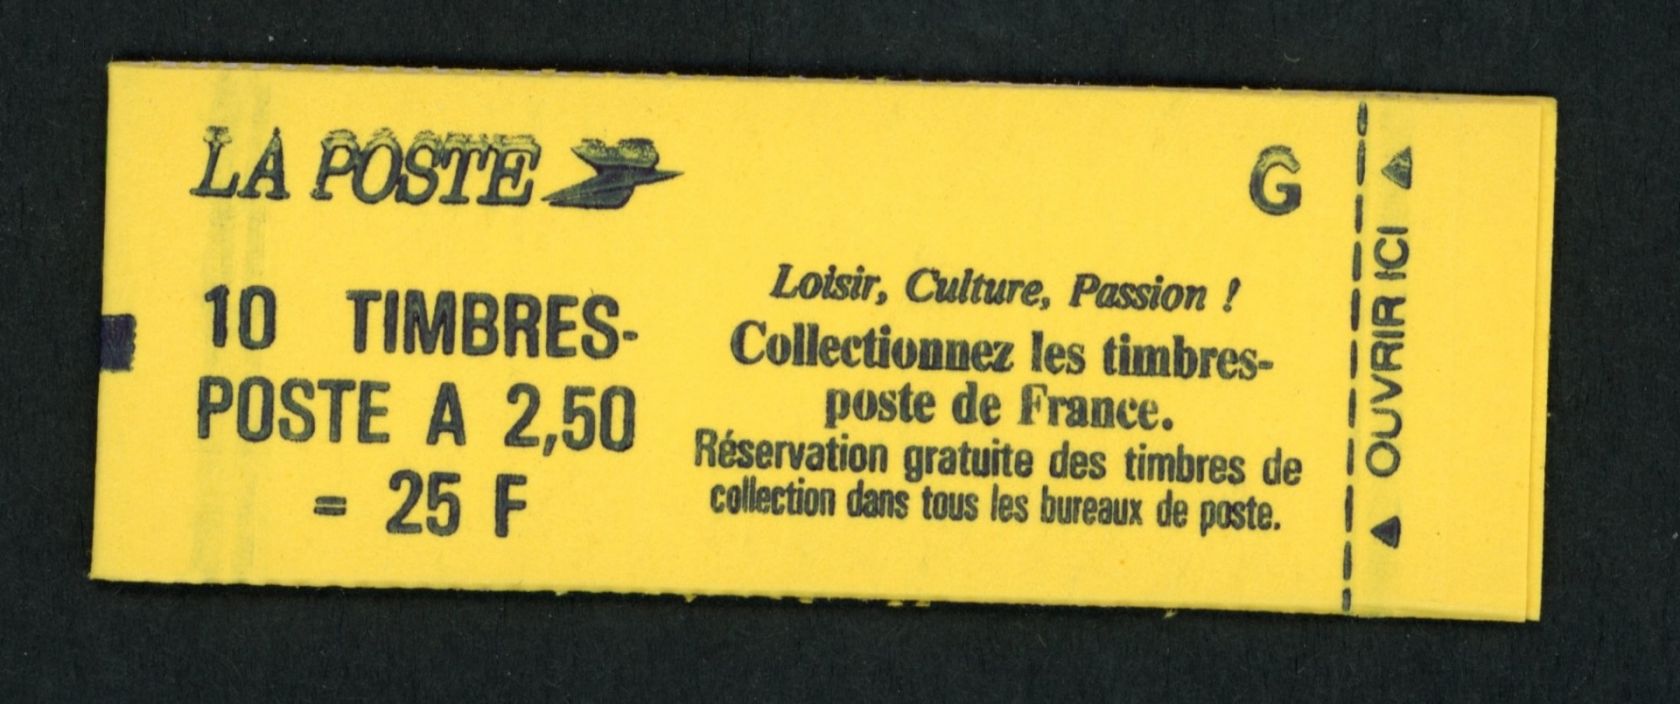 LA POSTE
G
10 TIMBRES-
POSTE A 2,50
= 25 F
Loisir, Culture, Passion !
Collectionnez les timbres-
poste de France.
Réservation gratuite des timbres de
collection dans tous les bureaux de poste.
OUVRIR ICI